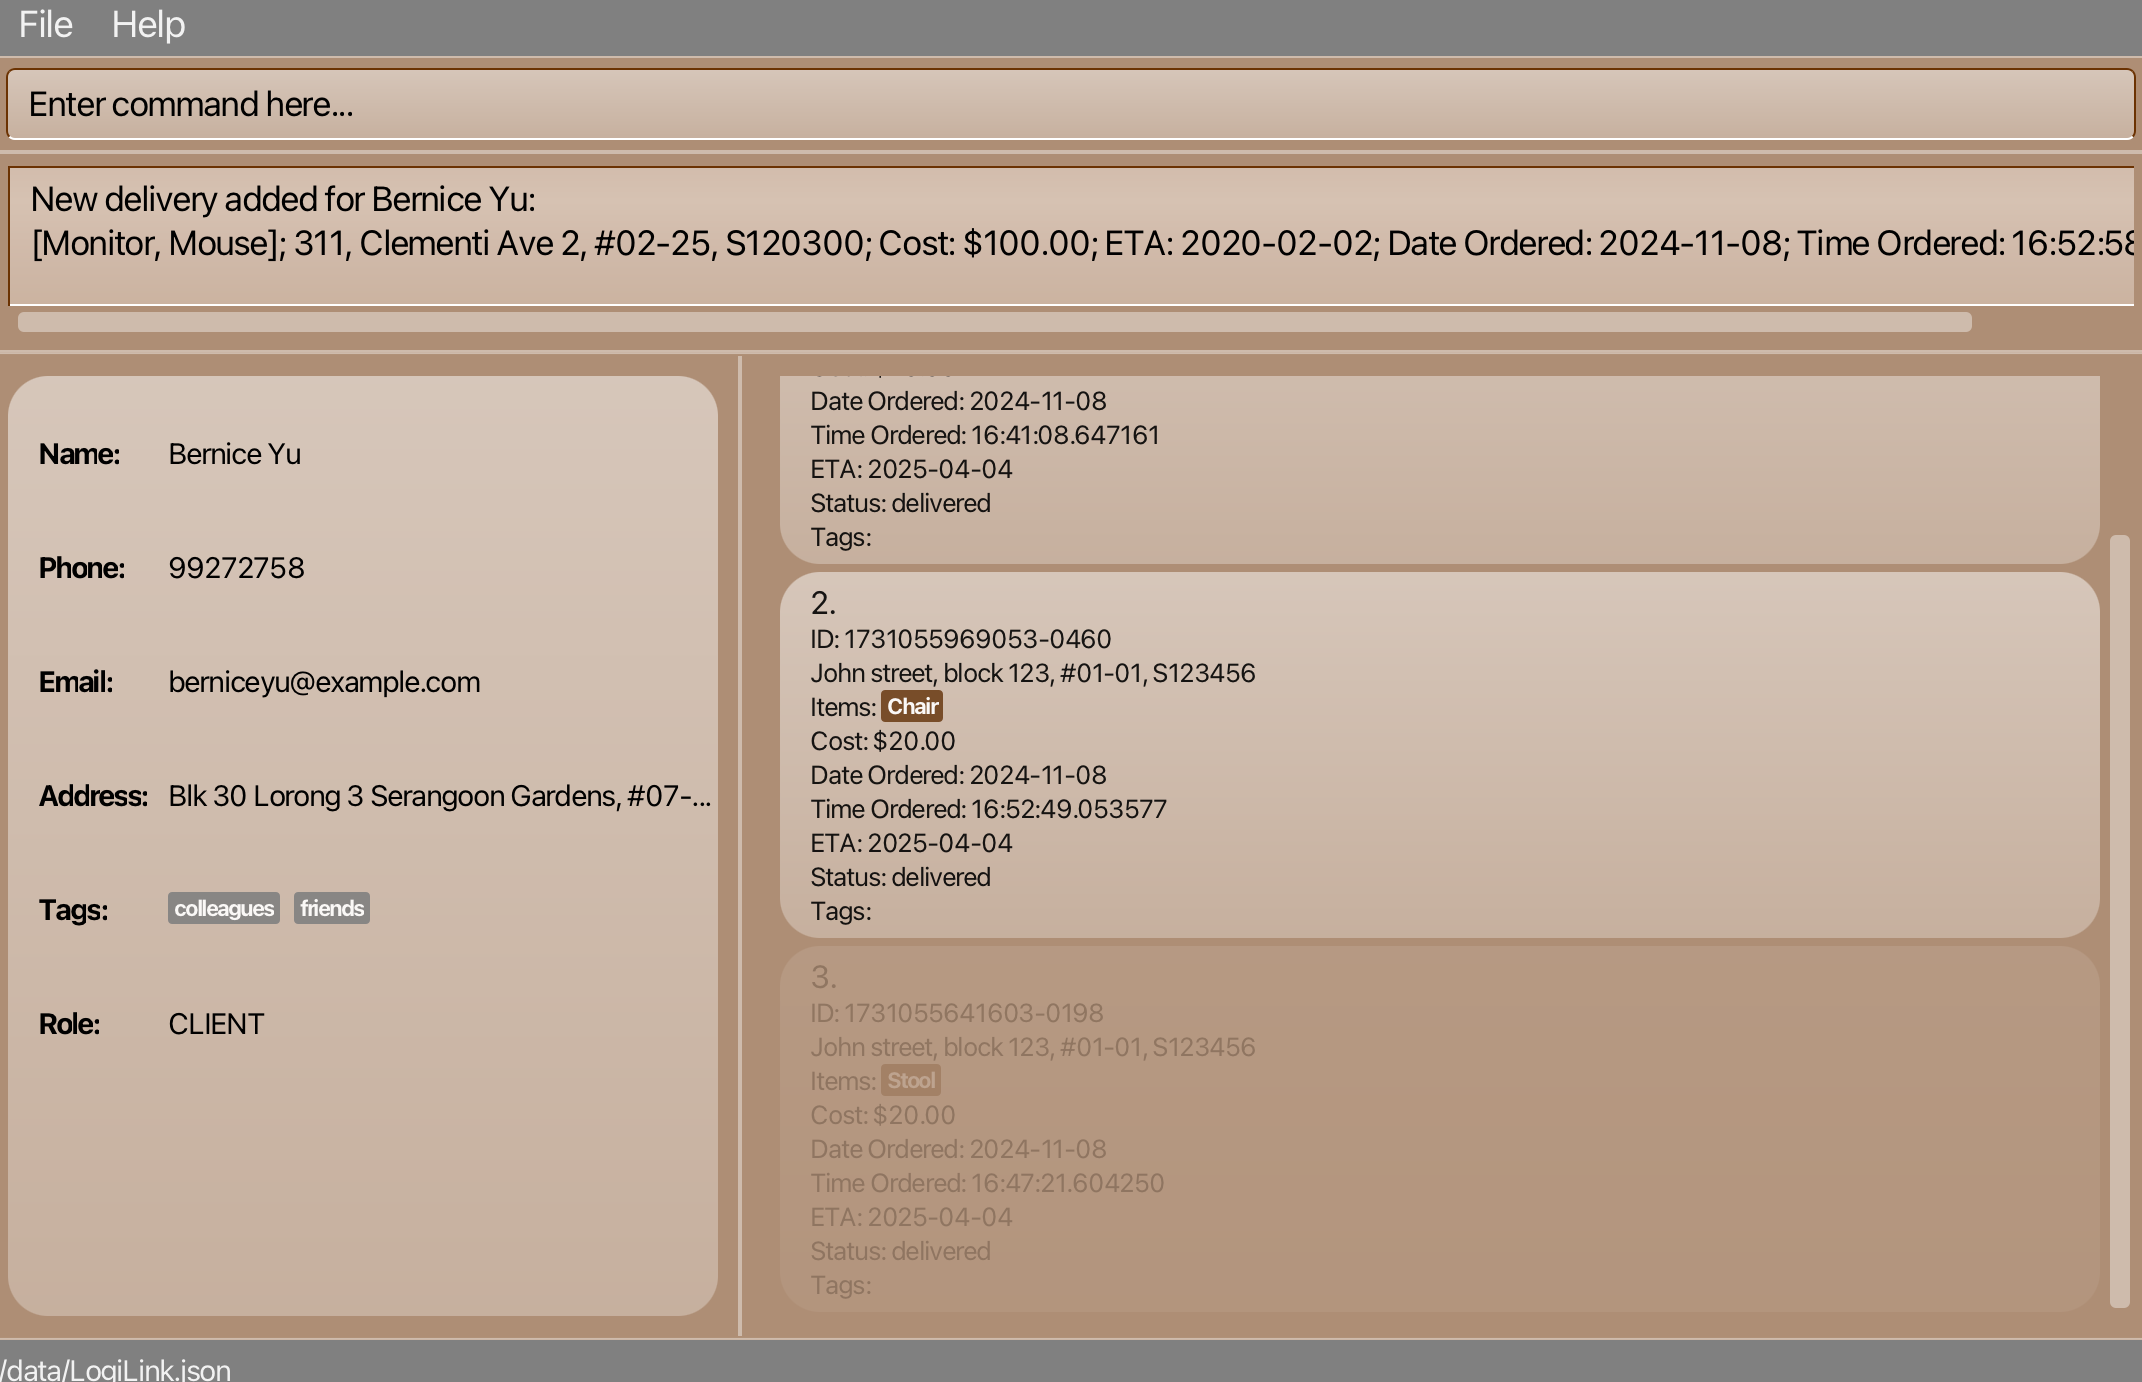 File Help
Enter command here...
New delivery added for Bernice Yu:
[Monitor, Mouse]; 311, Clementi Ave 2, #02-25, S120300; Cost: $100.00; ETA: 2020-02-02; Date Ordered: 2024-11-08; Time Ordered: 16:52:58
Name: Bernice Yu
Phone: 99272758
Email: berniceyu@example.com
Address: Blk 30 Lorong 3 Serangoon Gardens, #07-...
Tags: colleagues friends
Role: CLIENT
Date Ordered: 2024-11-08
Time Ordered: 16:41:08.647161
ETA: 2025-04-04
Status: delivered
Tags:
2.
ID: 1731055969053-0460
John street, block 123, #01-01, S123456
Items: Chair
Cost: $20.00
Date Ordered: 2024-11-08
Time Ordered: 16:52:49.053577
ETA: 2025-04-04
Status: delivered
Tags:
3.
ID: 1731055641603-0198
John street, block 123, #01-01, S123456
Items: Stool
Cost: $20.00
Date Ordered: 2024-11-08
Time Ordered: 16:47:21.604250
ETA: 2025-04-04
Status: delivered
Tags:
/data/LogiLink.json